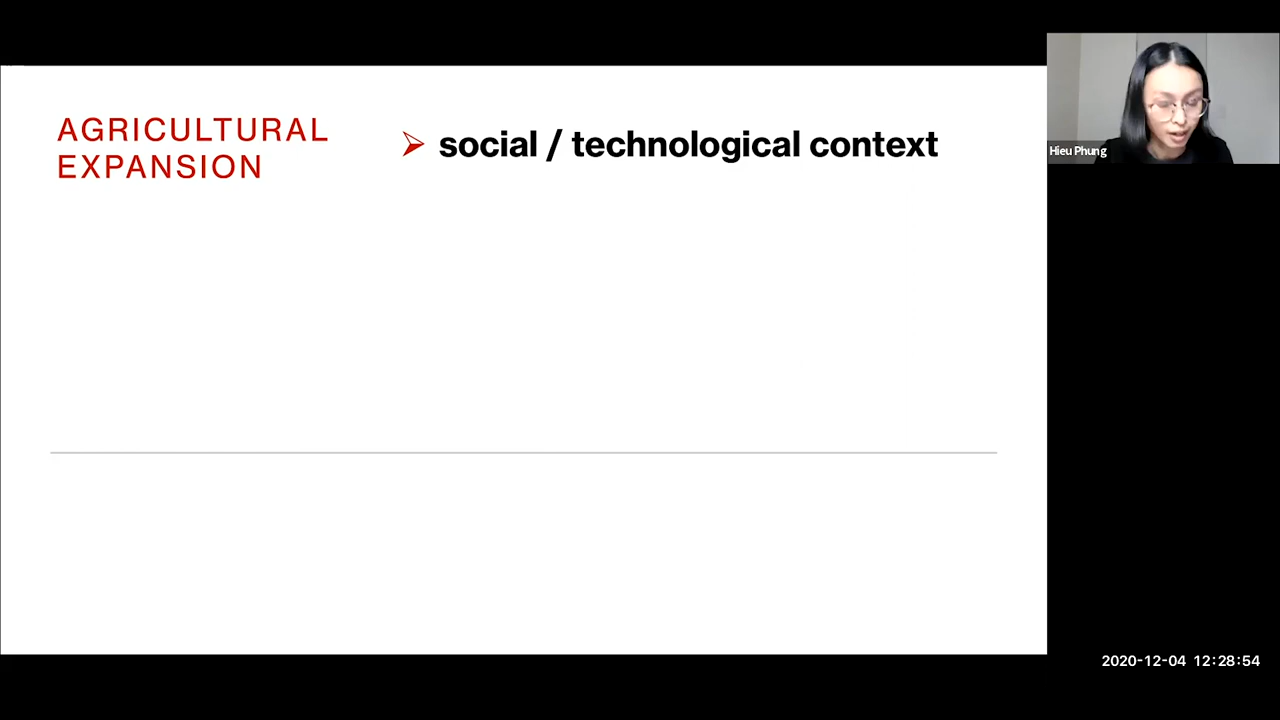 AGRICULTURAL
EXPANSION
➢ social / technological context
Hieu Phung
2020-12-04 12:28:54